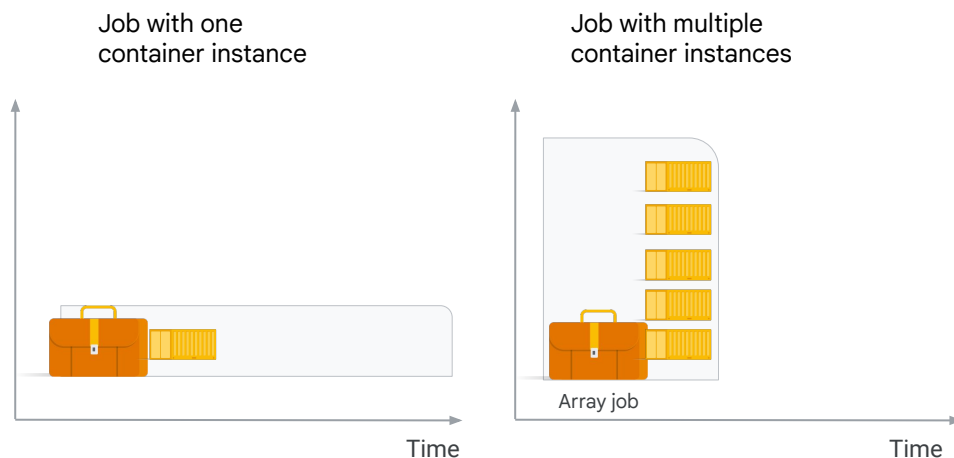 Job with one
container instance
Job with multiple
container instances
Array job
Time
Time